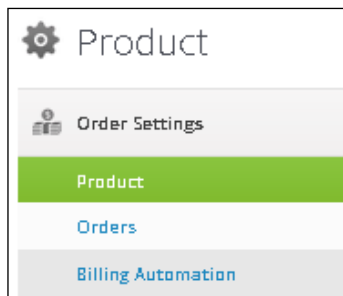 Product
Order Settings
Product
Orders
Billing Automation